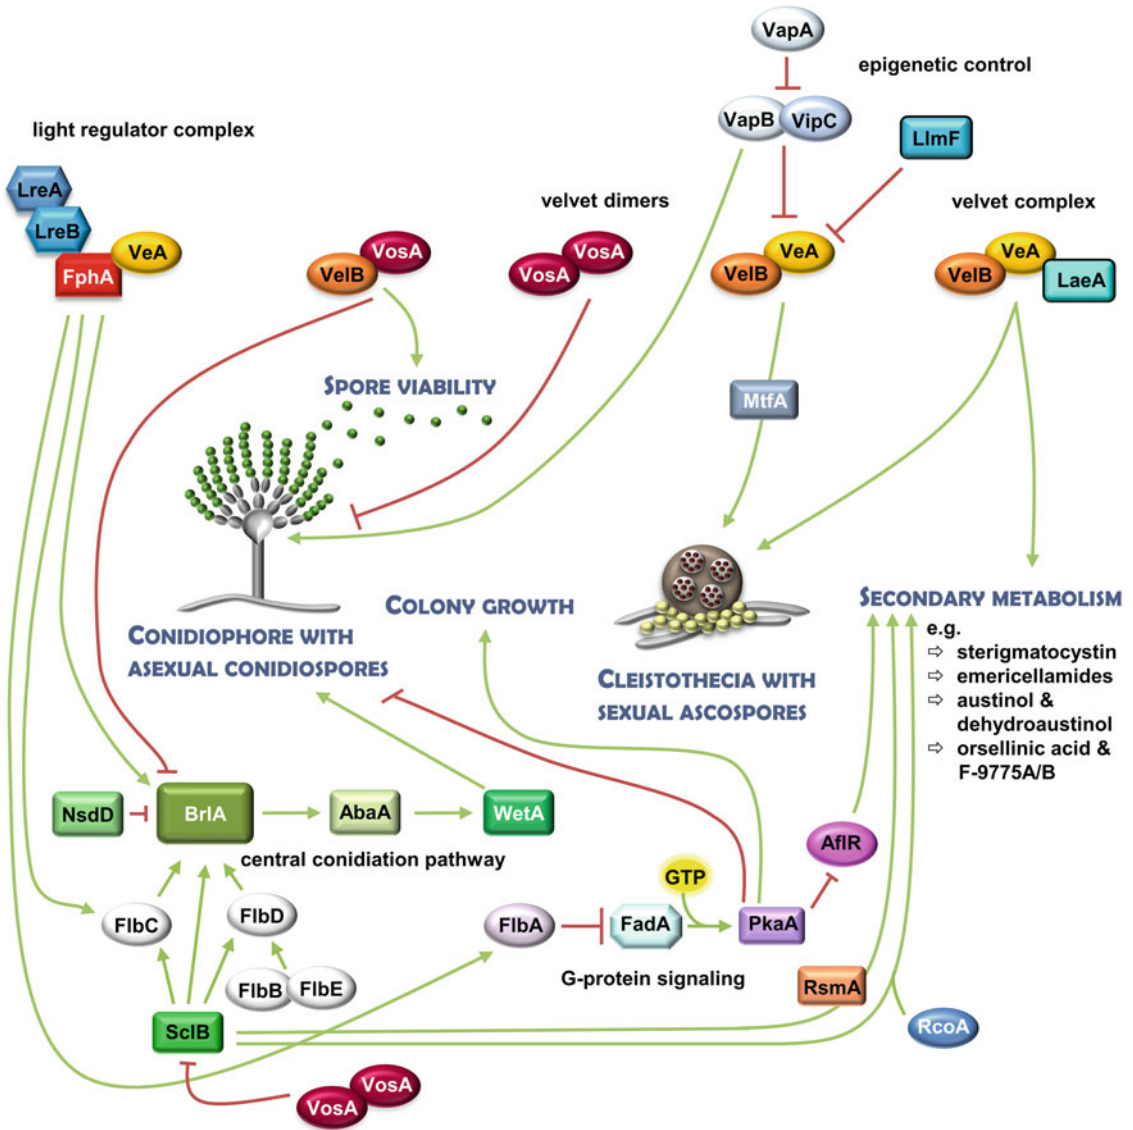 VapA
epigenetic control
VapB
VipC
LlmF
light regulator complex
LreA
LreB
FphA
VeA
velvet dimers
velvet complex
VelB
VosA
VosA
VosA
VelB
VeA
VelB
VeA
LaeA
SPORE VIABILITY
MtfA
COLONY GROWTH
CONIDIOPHORE WITH
ASEXUAL CONIDIOSPORES
CLEISTOTHECIA WITH
SEXUAL ASCOSPORES
SECONDARY METABOLISM
e.g.
⇨ sterigmatocystin
⇨ emericellamides
⇨ austinol &
dehydroaustinol
⇨ orsellinic acid &
F-9775A/B
NsdD
BrlA
AbaA
WetA
central conidiation pathway
AflR
GTP
FlbC
FlbD
FlbA
FadA
PkaA
G-protein signaling
FlbB
FlbE
RsmA
SclB
RcoA
VosA
VosA